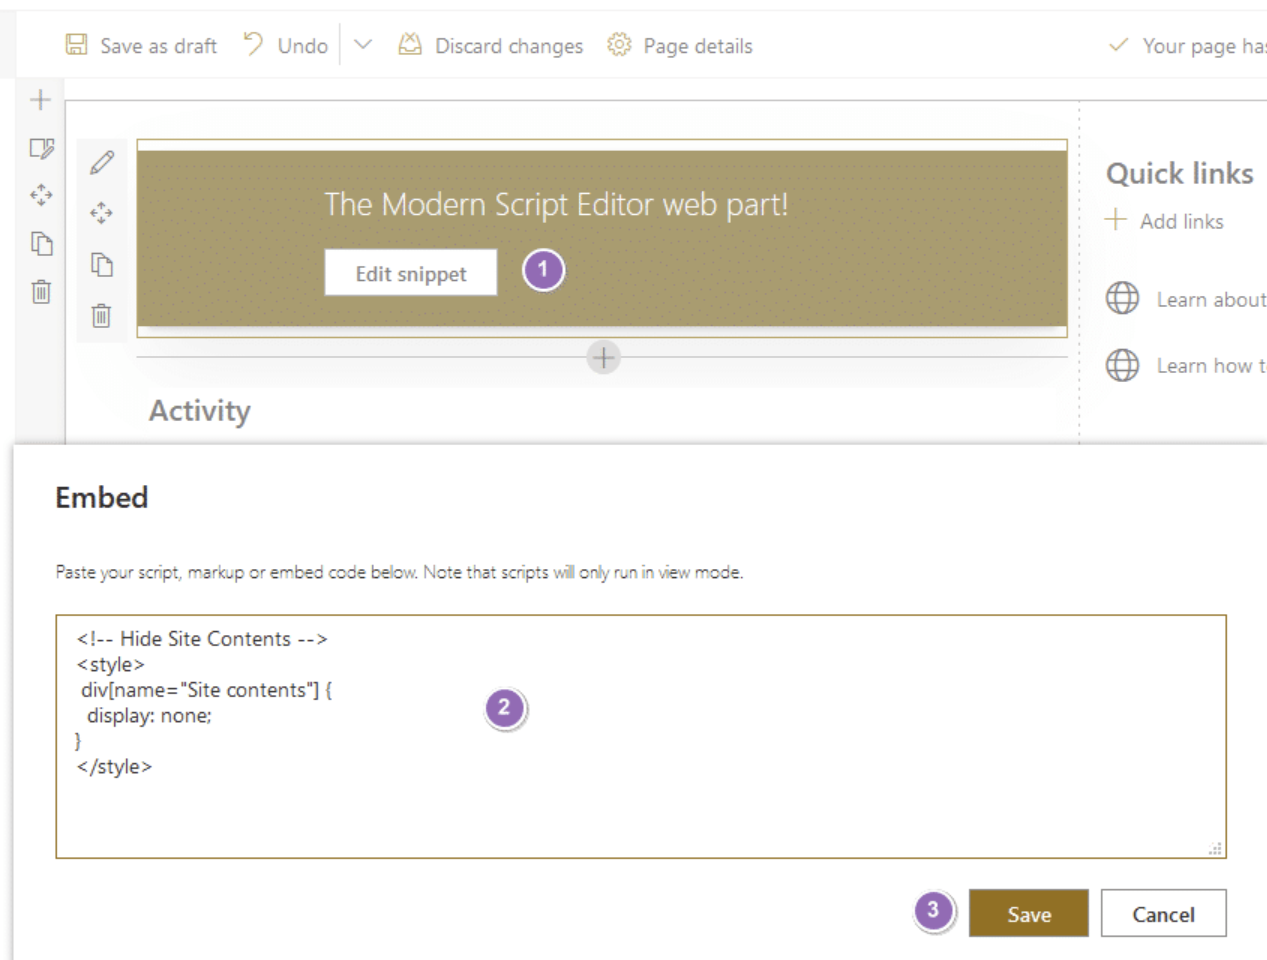 Save as draft Undo Discard changes Page details Your page has
The Modern Script Editor web part!
Edit snippet 1
Quick links
Add links
Learn about
Learn how t
Activity
Embed
Paste your script, markup or embed code below. Note that scripts will only run in view mode.
<!-- Hide Site Contents -->
<style>
div[name="Site contents"] {
display: none;
}
</style>
2
3 Save Cancel